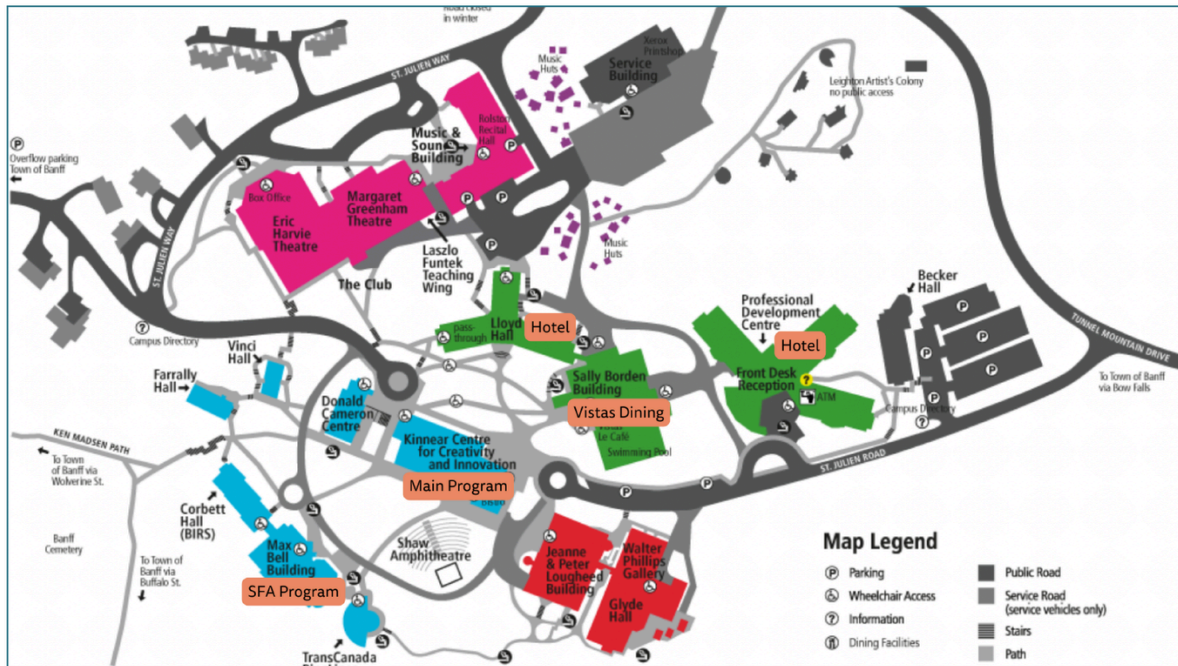 Road closed
in winter
ST. JULIEN WAY
Music
Huts
Xerox
Printshop
Service
Building
Leighton Artist's Colony
no public access
Overflow parking
Town of Banff
Music &
Soun
Building
Rolston
Recital
Hall
Box Office
Eric
Harvie
Theatre
Margaret
Greenham
Theatre
Laszlo
Funtek
Teaching
Wing
Music
Huts
ST. JULIEN WAY
The Club
Becker
Hall
Professional
Development
Centre
Hotel
Lloyd
Hall
pass-
through
Hotel
Campus Directory
Vinci
Hall
Farrally
Hall
TUNNEL MOUNTAIN DRIVE
To Town of Banff
via Bow Falls
Sally Borden
Building
Vistas Dining
Le Café
Swimming Pool
Front Desk
Reception
ATM
Campus Directory
Donald
Cameron
Centre
Kinnear Centre
for Creativity
and Innovation
Main Program
KEN MADSEN PATH
To Town
of Banff via
Wolverine St.
ST. JULIEN ROAD
Corbett
Hall
(BIRS)
Banff
Cemetery
To Town of
Banff via
Buffalo St.
Max
Bell
Building
SFA Program
Shaw
Amphitheatre
Jeanne
& Peter
Lougheed
Building
Walter
Phillips
Gallery
Glyde
Hall
TransCanada
Map Legend
P Parking
Wheelchair Access
? Information
Dining Facilities
Public Road
Service Road
(service vehicles only)
Stairs
Path